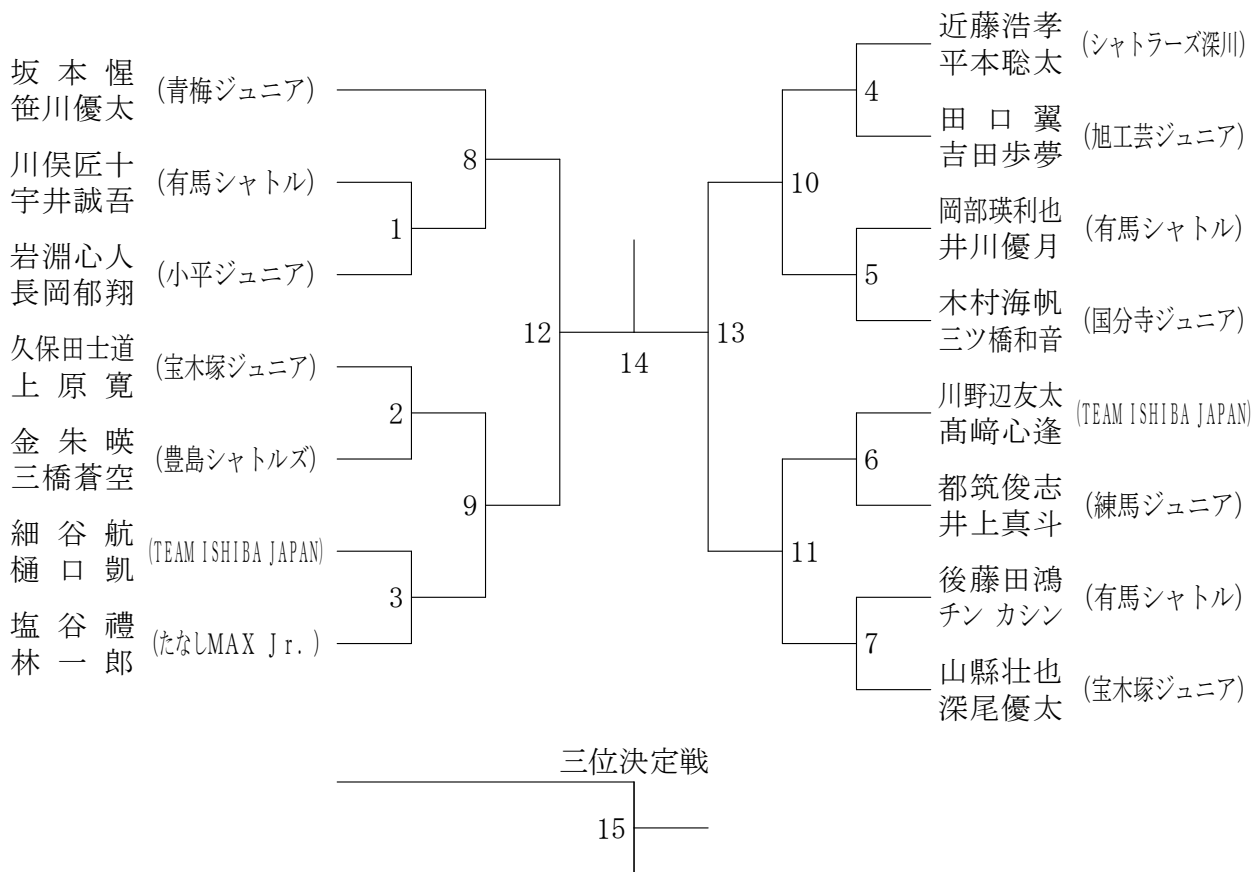 坂本惺
笹川優太
(青梅ジュニア)
川俣匠十
宇井誠吾
(有馬シャトル)
岩淵心人
長岡郁翔
(小平ジュニア)
久保田士道
上原寛
(宝木塚ジュニア)
金朱暎
三橋蒼空
(豊島シャトルズ)
細谷航
樋口凱
(TEAM ISHIBA JAPAN)
塩谷禮
林一郎
(たなしMAX Jr.)
8
1
12
2
9
3
14
近藤浩孝
平本聡太
(シャトラーズ深川)
田口翼
吉田歩夢
(旭工芸ジュニア)
岡部瑛利也
井川優月
(有馬シャトル)
木村海帆
三ツ橋和音
(国分寺ジュニア)
川野辺友太
髙﨑心逢
(TEAM ISHIBA JAPAN)
都筑俊志
井上真斗
(練馬ジュニア)
後藤田鴻
チン カシン
(有馬シャトル)
山縣壮也
深尾優太
(宝木塚ジュニア)
4
10
5
13
6
11
7
三位決定戦
15